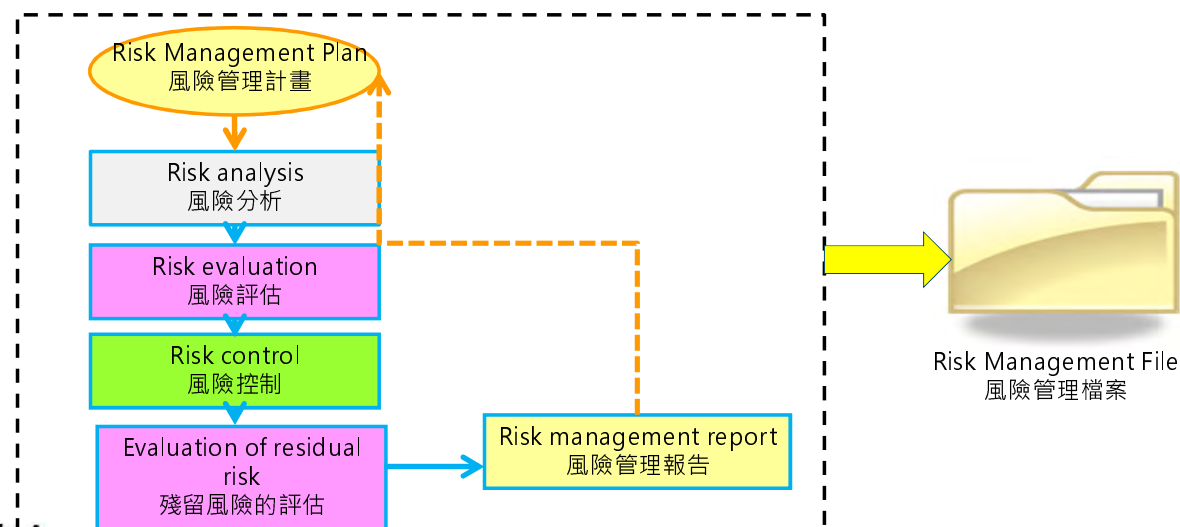 Risk Management Plan
風險管理計畫
Risk analysis
風險分析
Risk evaluation
風險評估
Risk control
風險控制
Evaluation of residual
risk
殘留風險的評估
Risk management report
風險管理報告
Risk Management File
風險管理檔案